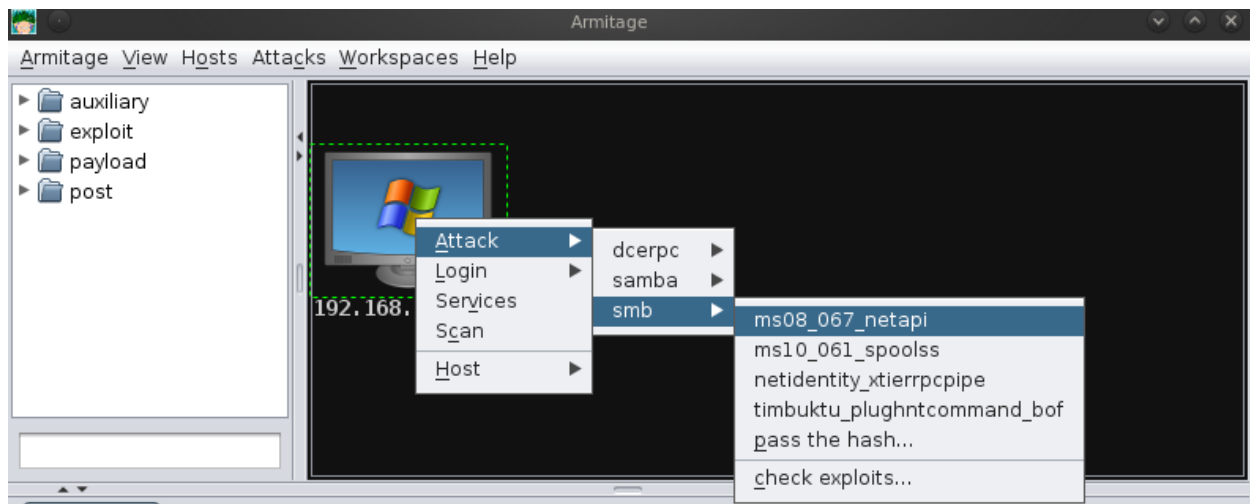 Armitage
Armitage View Hosts Attacks Workspaces Help
auxiliary
exploit
payload
post
192.168.
Attack
Login
Services
Scan
Host
dcerpc
samba
smb
ms08_067_netapi
ms10_061_spoolss
netidentity_xtierrpcpipe
timbuktu_plughntcommand_bof
pass the hash...
check exploits...